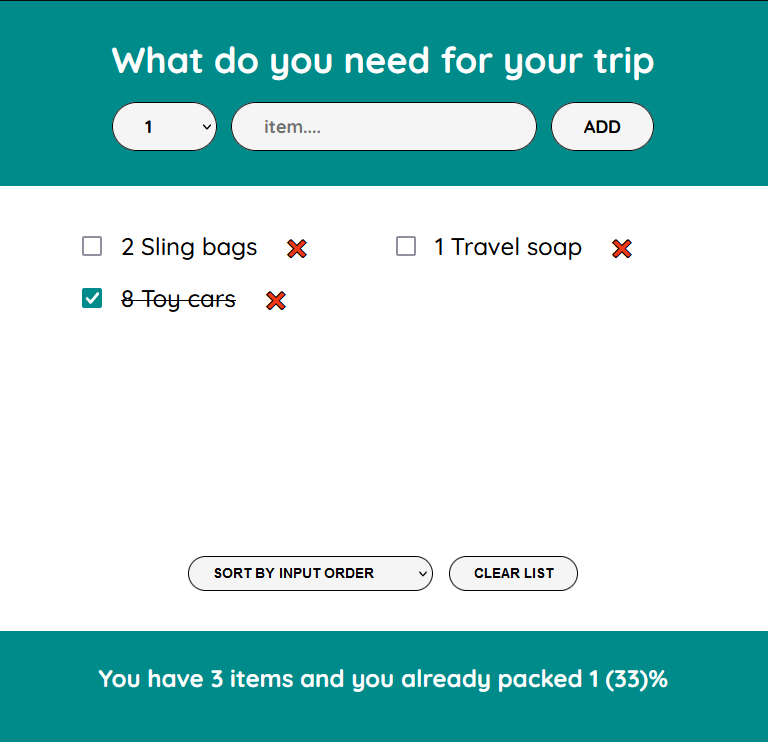 What do you need for your trip
1 item.... ADD
2 Sling bags 1 Travel soap
8 Toy cars
SORT BY INPUT ORDER CLEAR LIST
You have 3 items and you already packed 1 (33)%